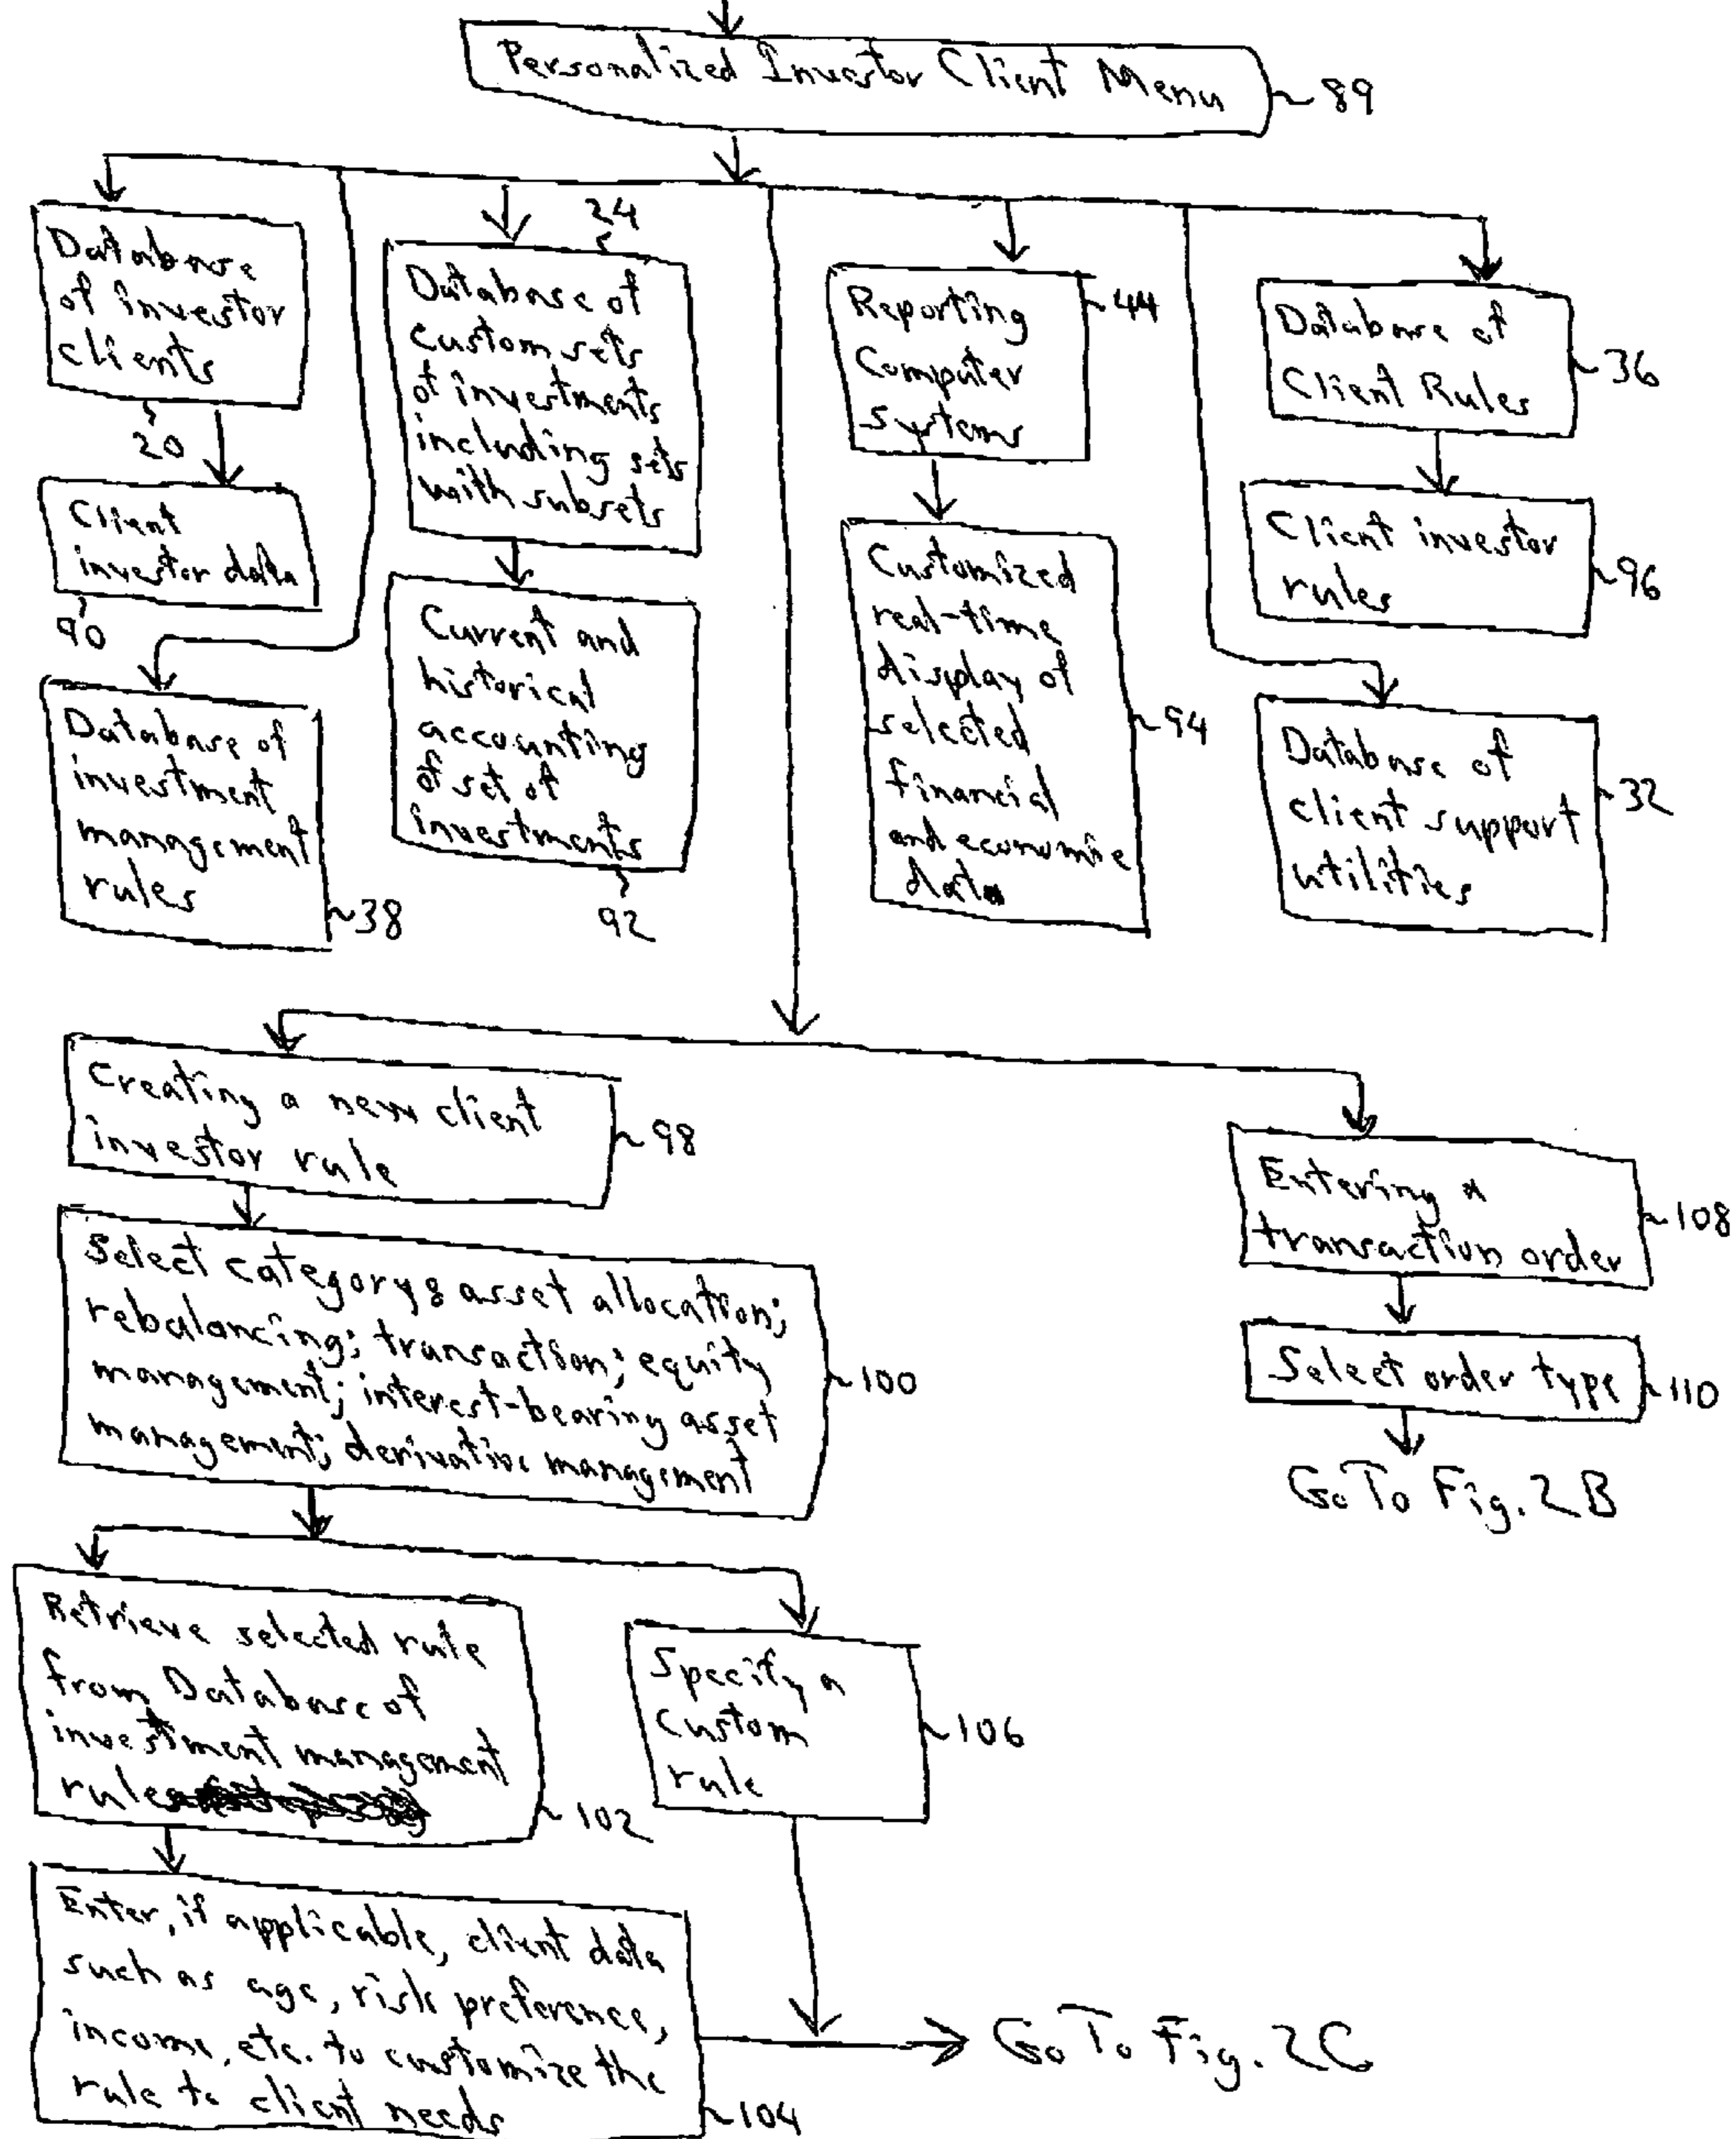 Personalized Investor Client Menu
89
Database
of investor
clients
20
Client
investor data
90
Database of
investment
management
rules
38
24
Database of
custom sets
of investments
including sets
with subsets
Current and
historical
accounting
of set of
investments
92
Reporting
Computer
Systems
44
Customized
real-time
display of
selected
financial
and economic
data
94
Database of
Client Rules
36
Client investor
rules
96
Database of
client support
utilities
32
Creating a new client
investor rule
98
Select category: asset allocation;
rebalancing; transaction; equity
management; interest-bearing asset
management; derivative management
100
Retrieve selected rule
from Database of
investment management
rules
102
Enter, if applicable, client data
such as age, risk preference,
income, etc. to customize the
rule to client needs
104
Specify a
Custom
rule
106
Go To Fig. 2C
Entering a
transaction order
108
Select order type
110
Go To Fig. 2B